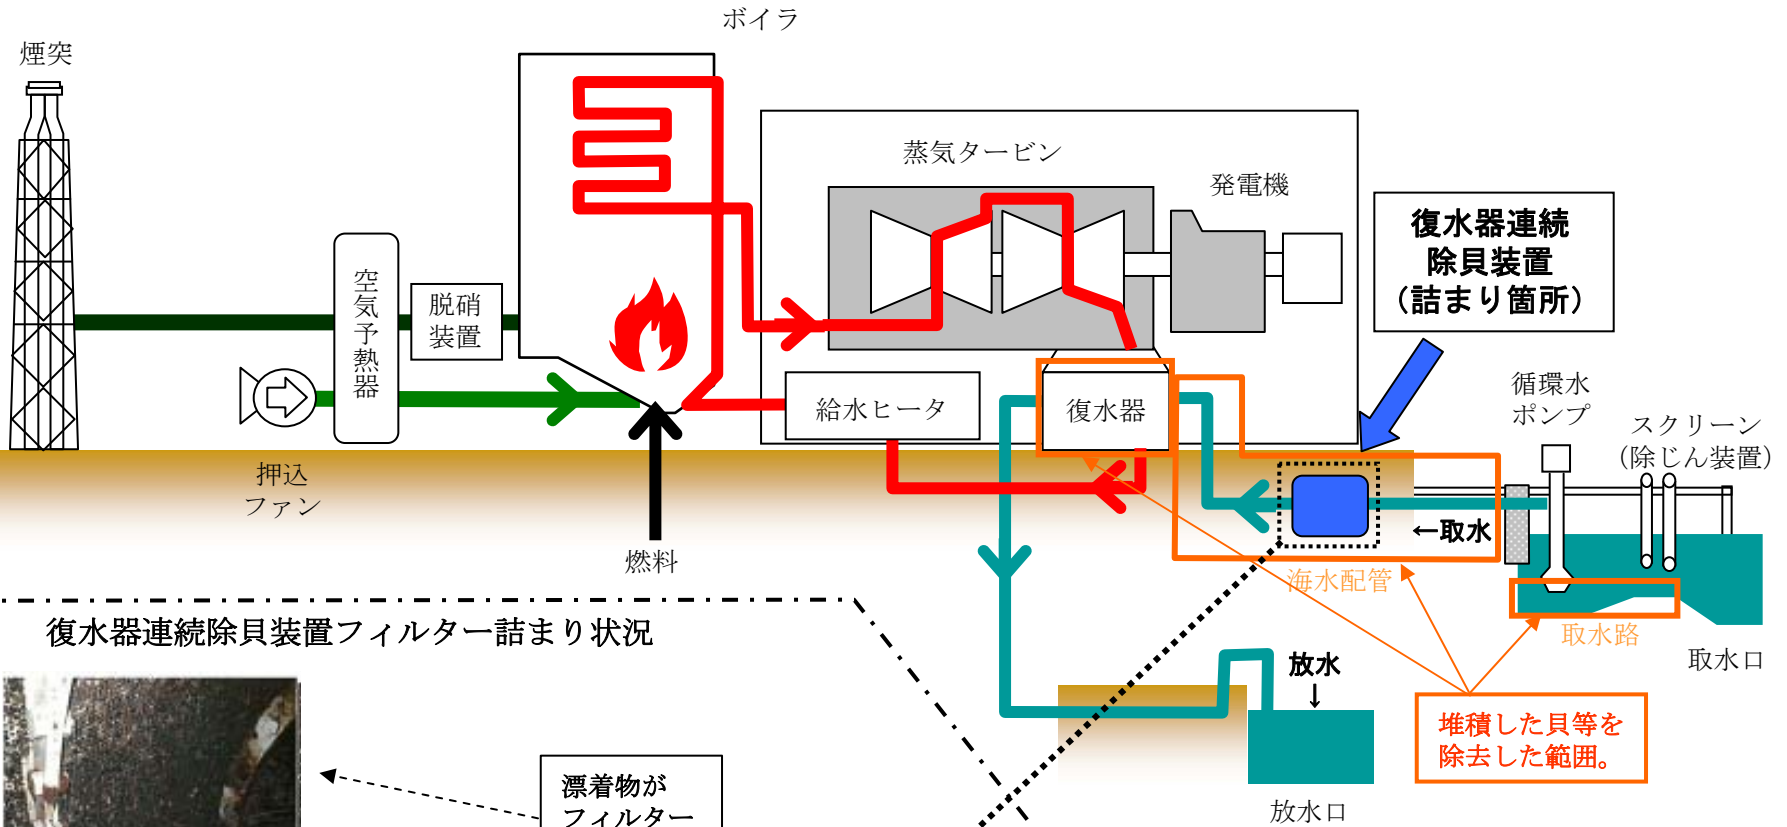 ボイラ
煙突
蒸気タービン
発電機
復水器連続
除貝装置
（詰まり箇所）
空気予熱器
脱硝
装置
給水ヒータ
復水器
循環水
ポンプ
スクリーン
（除じん装置）
押込
ファン
燃料
←取水
海水配管
取水路
取水口
復水器連続除貝装置フィルター詰まり状況
放水
↓
堆積した貝等を
除去した範囲。
漂着物が
フィルター
放水口